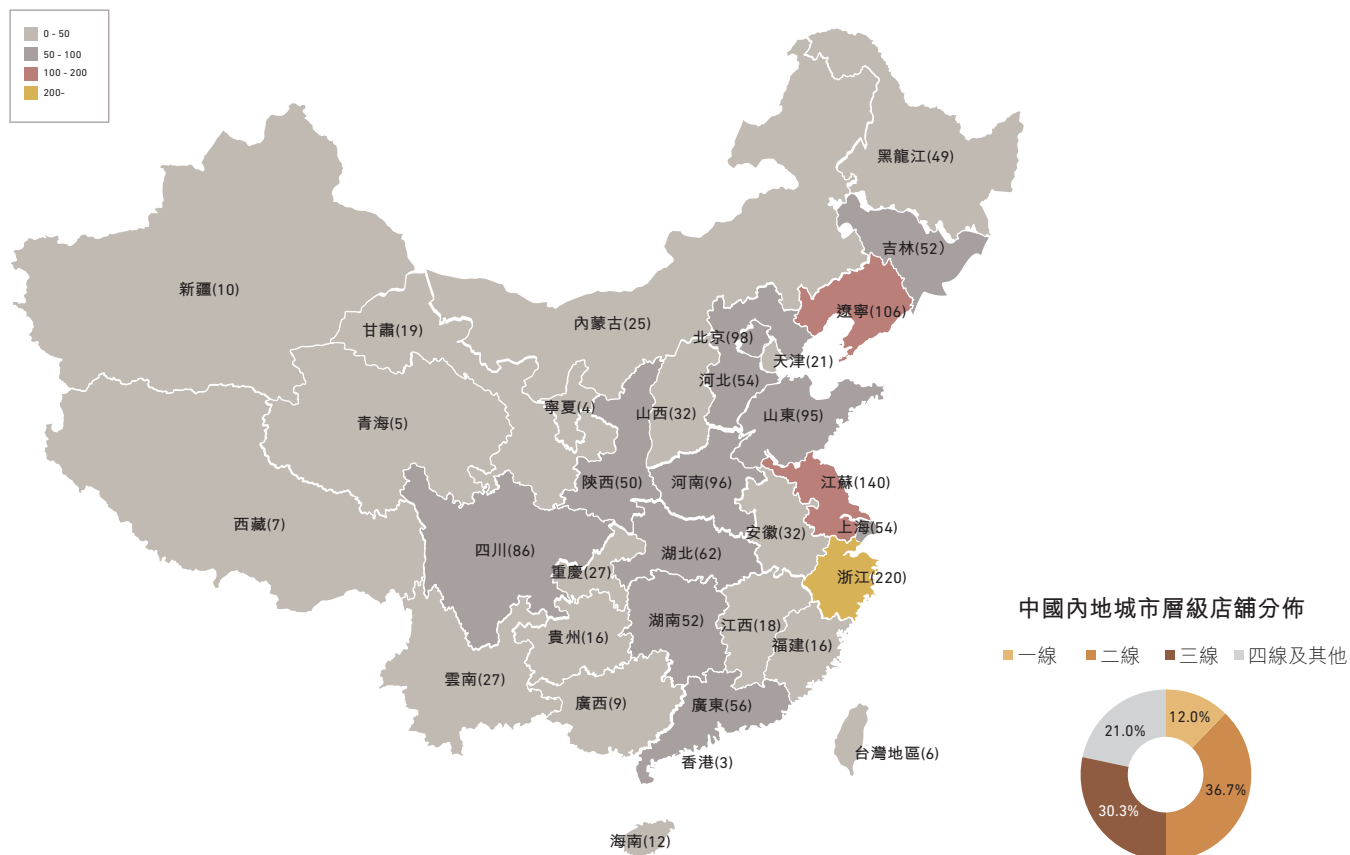 0 - 50
50 - 100
100 - 200
200-
黑龍江(49)
吉林(52)
遼寧(106)
新疆(10)
甘肅(19)
內蒙古(25)
北京(98)
天津(21)
河北(54)
寧夏(4)
山西(32)
山東(95)
青海(5)
陝西(50)
河南(96)
江蘇(140)
西藏(7)
安徽(32)
上海(54)
四川(86)
湖北(62)
重慶(27)
浙江(220)
湖南(52)
江西(18)
貴州(16)
福建(16)
雲南(27)
廣西(9)
廣東(56)
香港(3)
台灣地區(6)
海南(12)
中國內地城市層級店舖分佈
一線 二線 三線 四線及其他
12.0%
21.0%
36.7%
30.3%